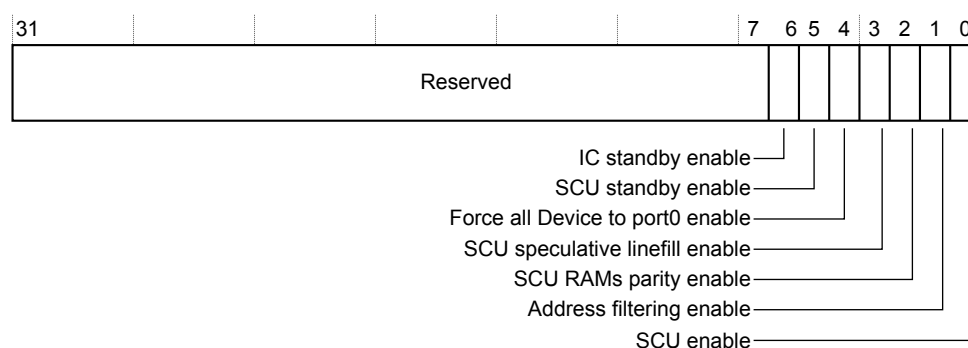 31 7 6 5 4 3 2 1 0
Reserved
IC standby enable
SCU standby enable
Force all Device to port0 enable
SCU speculative linefill enable
SCU RAMs parity enable
Address filtering enable
SCU enable